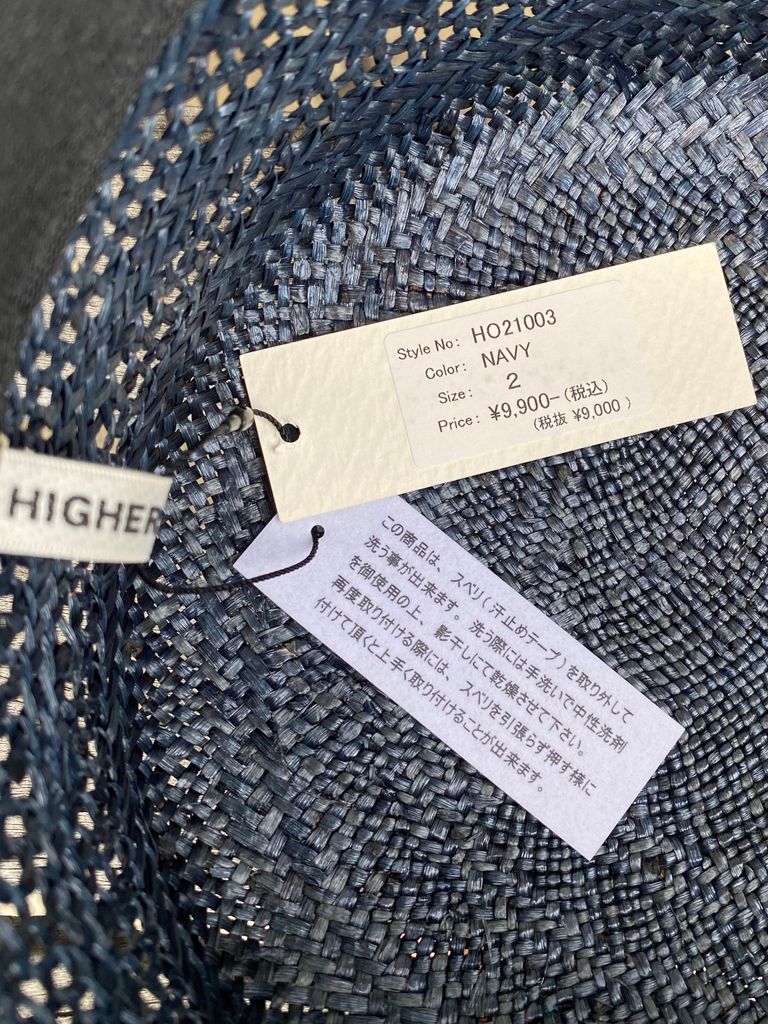 Style No: HO21003
Color: NAVY
Size: 2
Price: ¥9,900-(税込)
(税抜 ¥9,000 )
HIGHER
この商品は、スベリ(汗止めテープ)を取り外して
洗う事が出来ます。洗う際には手洗いで中性洗剤
を御使用の上、影干しにて乾燥させて下さい。
再度取り付ける際には、スベリを引張らず押す様に
付けて頂くと上手く取り付けることが出来ます。